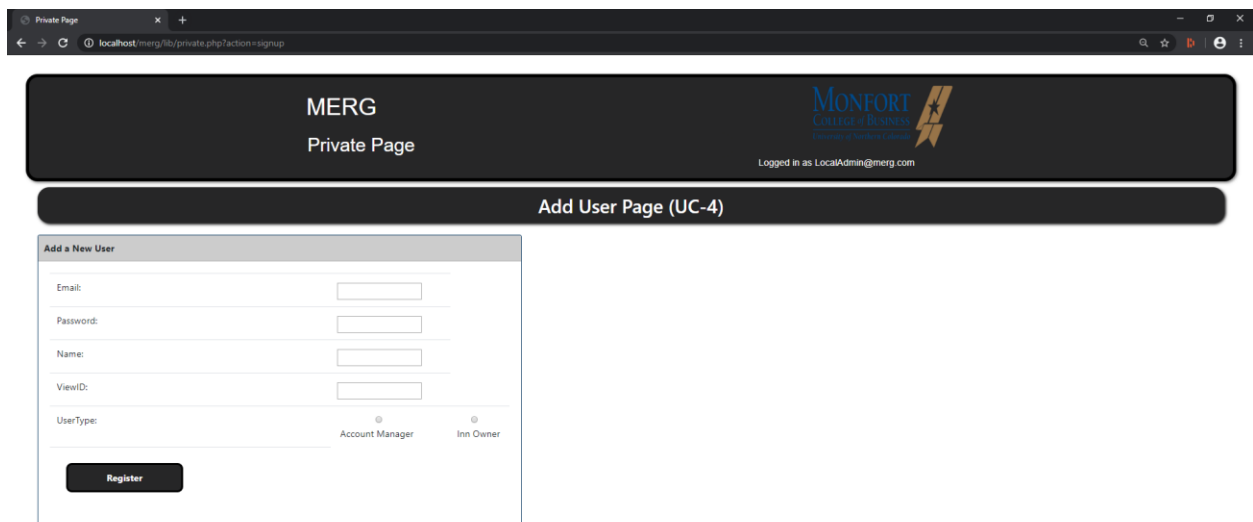 Private Page
localhost/merg/lib/private.php?action=signup
MERG
Private Page
MONFORT
COLLEGE of BUSINESS
Logged in as LocalAdmin@merg.com
Add User Page (UC-4)
Add a New User
Email:
Password:
Name:
ViewID:
UserType:
Account Manager Inn Owner
Register